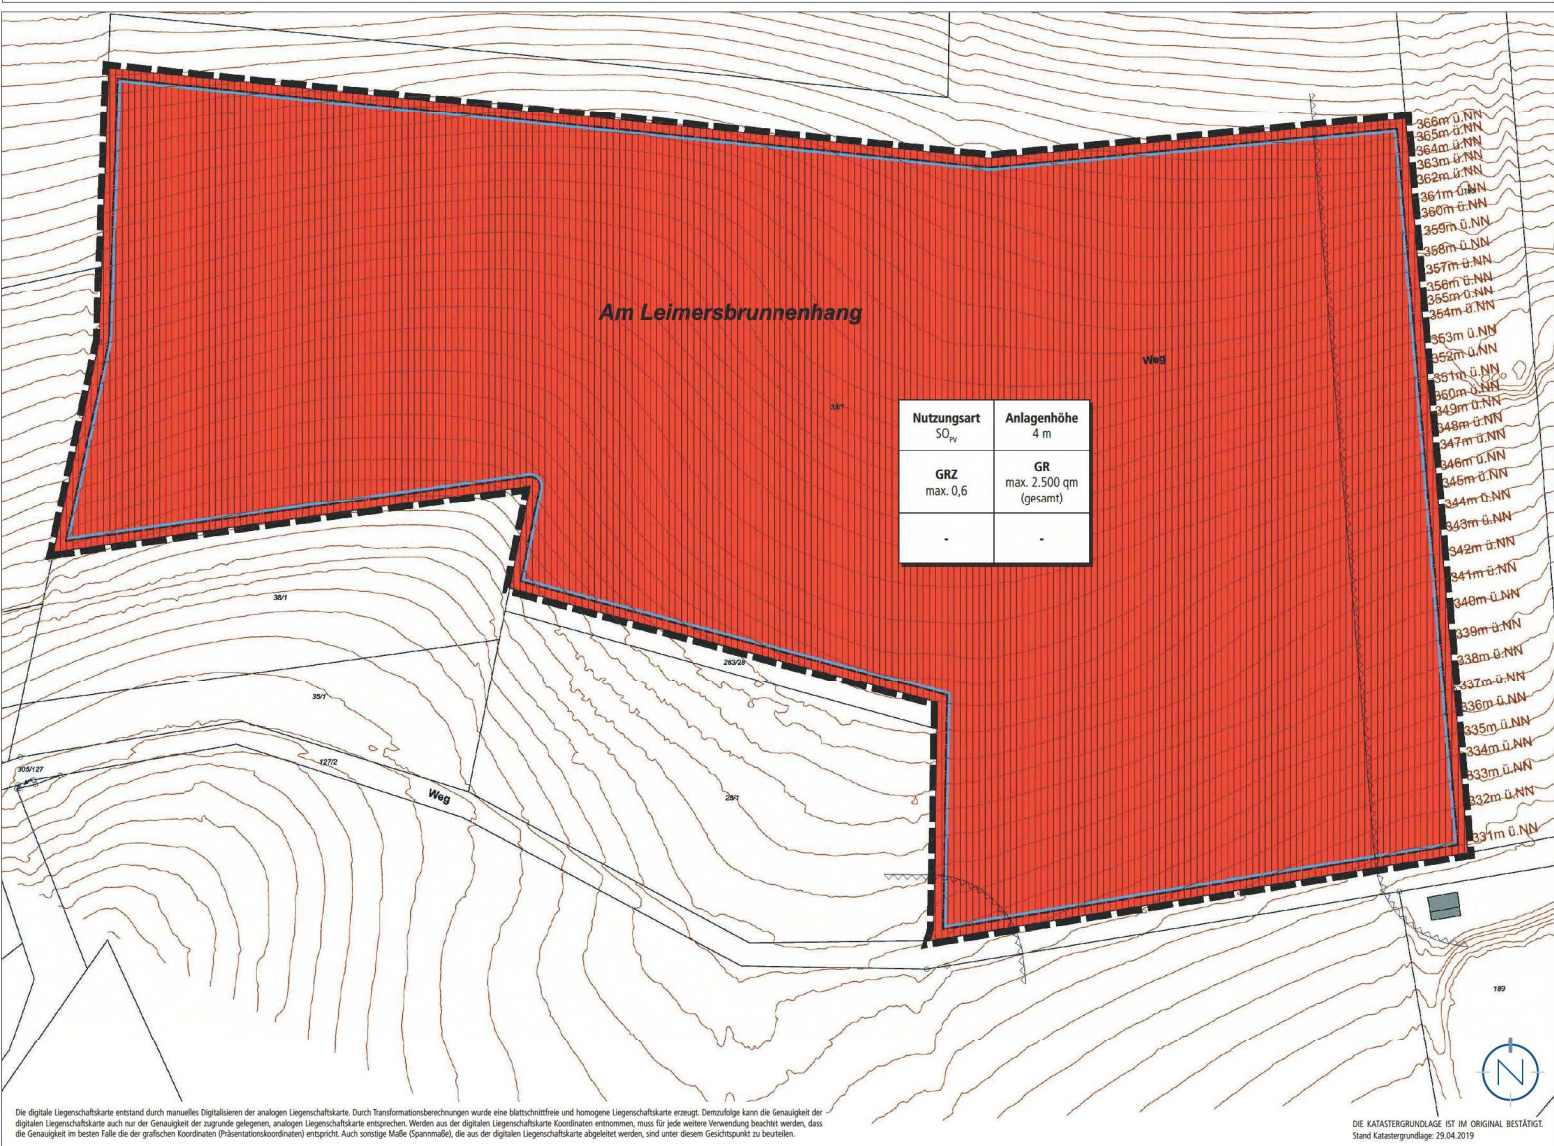 366m ü.NN
365m ü.NN
364m ü.NN
363m ü.NN
362m ü.NN
361m ü.NN
360m ü.NN
359m ü.NN
358m ü.NN
357m ü.NN
356m ü.NN
355m ü.NN
354m ü.NN
353m ü.NN
352m ü.NN
351m ü.NN
350m ü.NN
349m ü.NN
348m ü.NN
347m ü.NN
346m ü.NN
345m ü.NN
344m ü.NN
343m ü.NN
342m ü.NN
341m ü.NN
340m ü.NN
339m ü.NN
338m ü.NN
337m ü.NN
336m ü.NN
335m ü.NN
334m ü.NN
333m ü.NN
332m ü.NN
331m ü.NN
Am Leimersbrunnenhang
Weg
33/1
Nutzungsart
SOPV
Anlagenhöhe
4 m
GRZ
max. 0,6
GR
max. 2.500 qm
(gesamt)
-
-
38/1
263/28
35/1
127/2
305/127
Weg
28/1
189
N
Die digitale Liegenschaftskarte entstand durch manuelles Digitalisieren der analogen Liegenschaftskarte. Durch Transformationsberechnungen wurde eine blattschnittfreie und homogene Liegenschaftskarte erzeugt. Demzufolge kann die Genauigkeit der
digitalen Liegenschaftskarte auch nur der Genauigkeit der zugrunde gelegenen, analogen Liegenschaftskarte entsprechen. Werden aus der digitalen Liegenschaftskarte Koordinaten entnommen, muss für jede weitere Verwendung beachtet werden, dass
die Genauigkeit im besten Falle die der grafischen Koordinaten (Präsentationskoordinaten) entspricht. Auch sonstige Maße (Spannmaße), die aus der digitalen Liegenschaftskarte abgeleitet werden, sind unter diesem Gesichtspunkt zu beurteilen.
DIE KATASTERGRUNDLAGE IST IM ORIGINAL BESTÄTIGT.
Stand Katastergrundlage: 29.04.2019